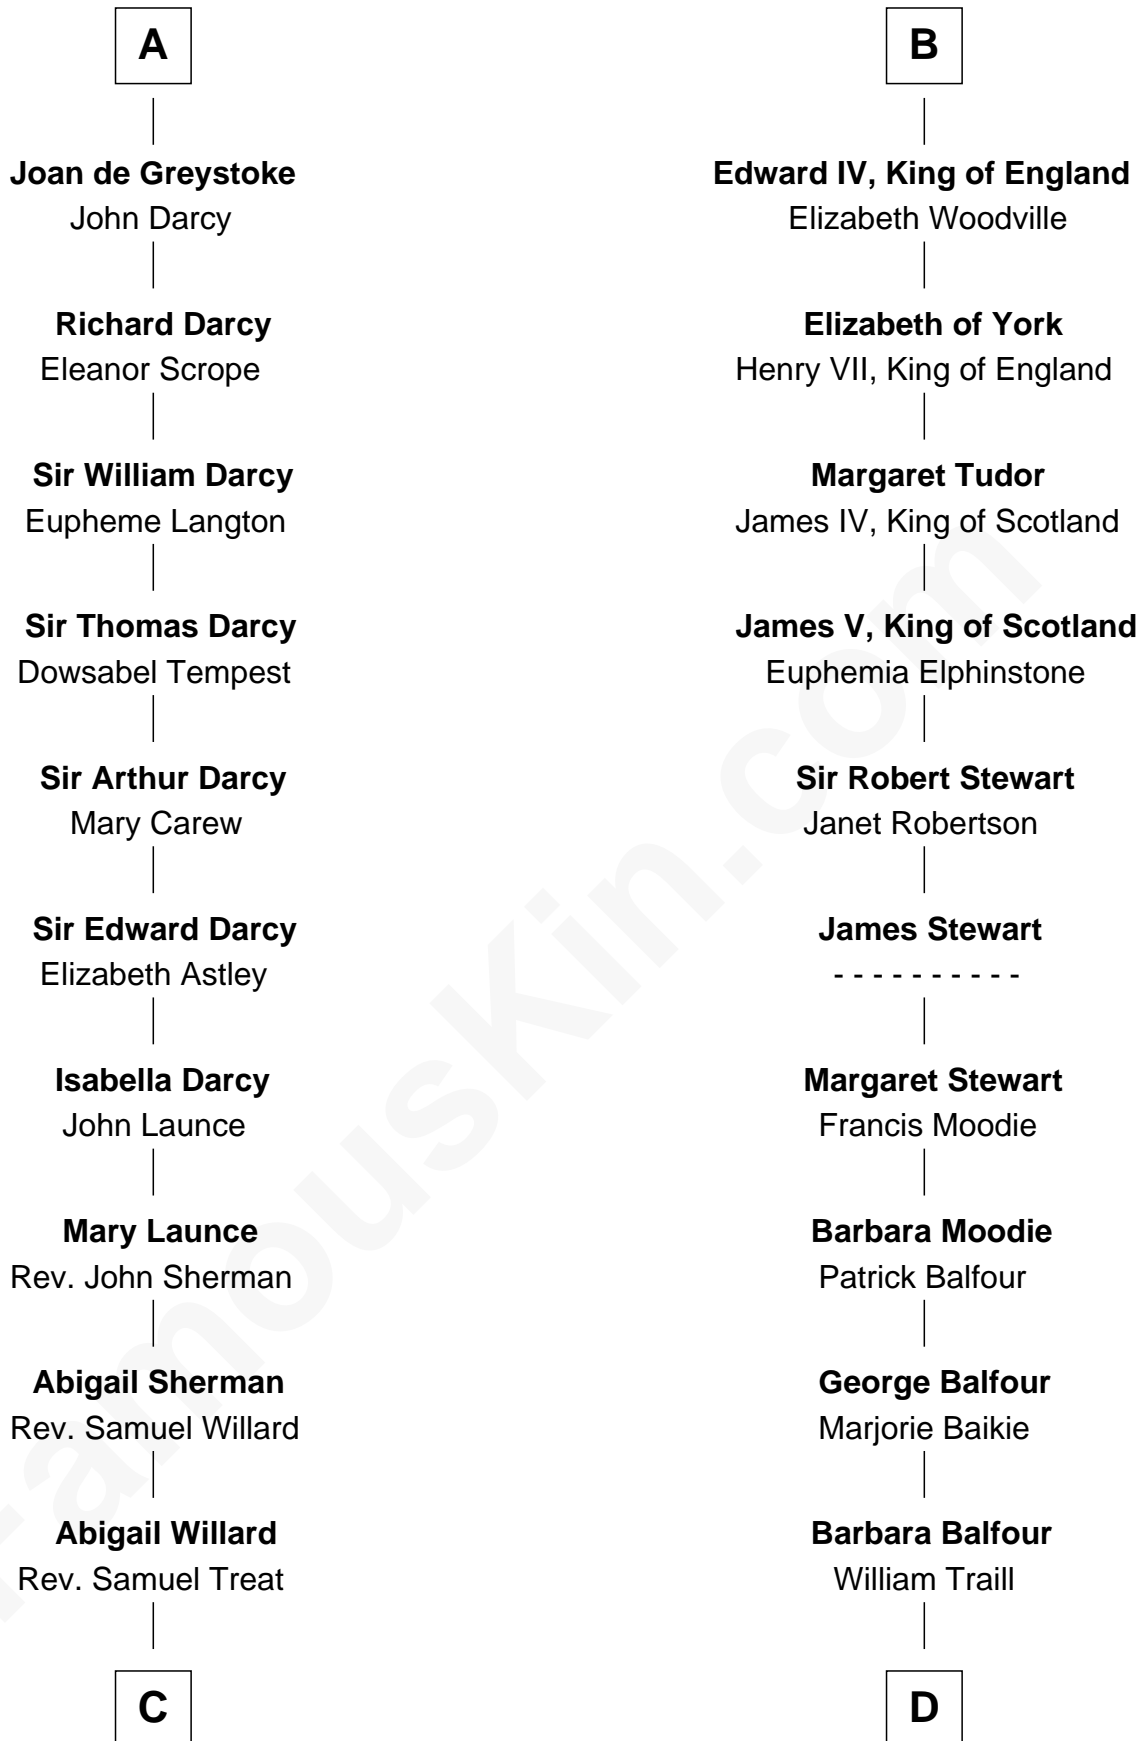 A
Joan de Greystoke
John Darcy
Richard Darcy
Eleanor Scrope
Sir William Darcy
Eupheme Langton
Sir Thomas Darcy
Dowsabel Tempest
Sir Arthur Darcy
Mary Carew
Sir Edward Darcy
Elizabeth Astley
Isabella Darcy
John Launce
Mary Launce
Rev. John Sherman
Abigail Sherman
Rev. Samuel Willard
Abigail Willard
Rev. Samuel Treat
C
B
Edward IV, King of England
Elizabeth Woodville
Elizabeth of York
Henry VII, King of England
Margaret Tudor
James IV, King of Scotland
James V, King of Scotland
Euphemia Elphinstone
Sir Robert Stewart
Janet Robertson
James Stewart
- - - - - - - - - -
Margaret Stewart
Francis Moodie
Barbara Moodie
Patrick Balfour
George Balfour
Marjorie Baikie
Barbara Balfour
William Traill
D
FamousKin.com